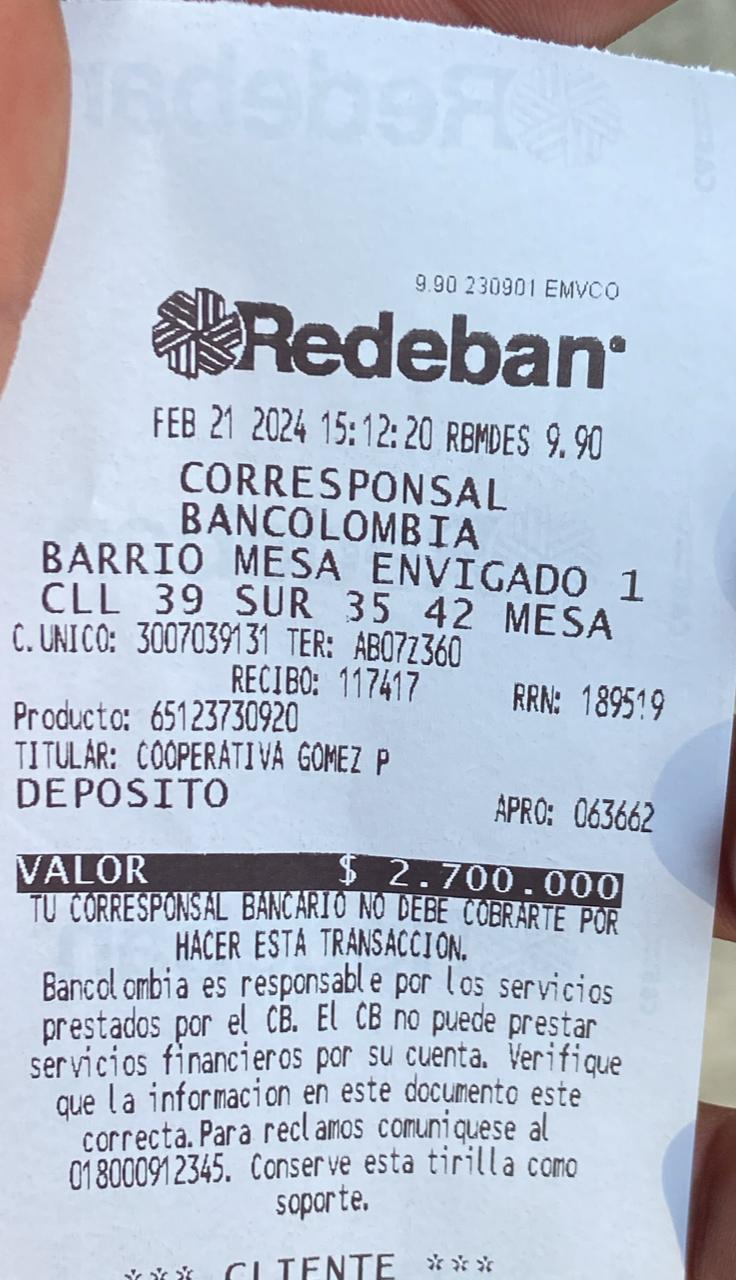 9.90 230901 EMVCO
Redeban
FEB 21 2024 15:12:20 RBMDES 9.90
CORRESPONSAL
BANCOLOMBIA
BARRIO MESA ENVIGADO 1
CLL 39 SUR 35 42 MESA
C.UNICO: 3007039131 TER: AB07Z360
RECIBO: 117417 RRN: 189519
Producto: 65123730920
TITULAR: COOPERATIVA GOMEZ P
DEPOSITO APRO: 063662
VALOR $ 2.700.000
TU CORRESPONSAL BANCARIO NO DEBE COBRARTE POR
HACER ESTA TRANSACCION.
Bancolombia es responsable por los servicios
prestados por el CB. El CB no puede prestar
servicios financieros por su cuenta. Verifique
que la informacion en este documento este
correcta.Para reclamos comuniquese al
018000912345. Conserve esta tirilla como
soporte.
*** CLIENTE ***